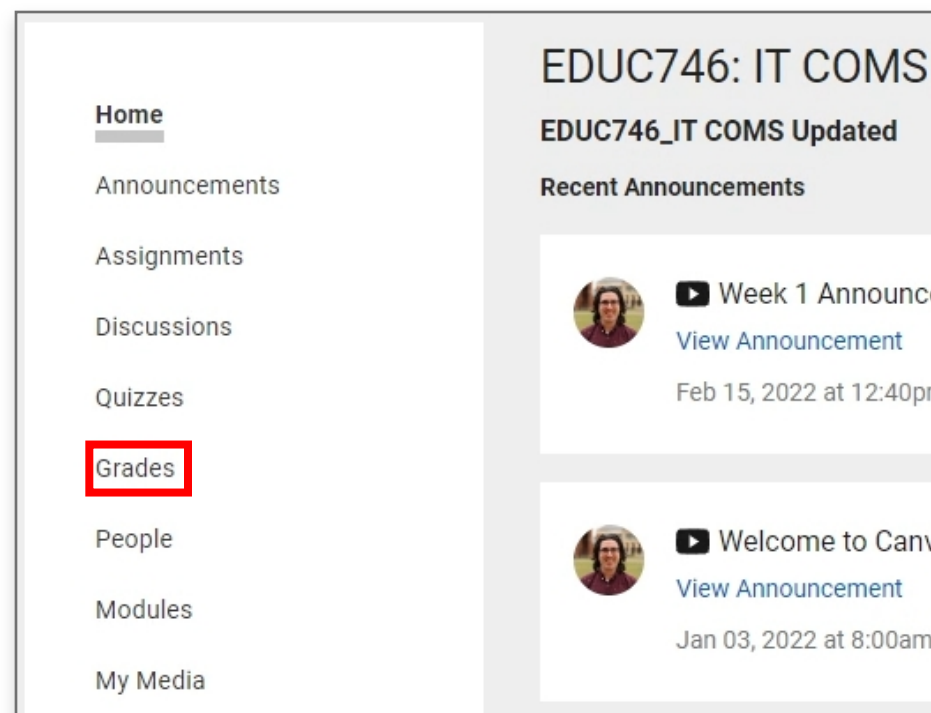 Home
Announcements
Assignments
Discussions
Quizzes
Grades
People
Modules
My Media
EDUC746: IT COMS
EDUC746_IT COMS Updated
Recent Announcements
Week 1 Announc
View Announcement
Feb 15, 2022 at 12:40p
Welcome to Canv
View Announcement
Jan 03, 2022 at 8:00am